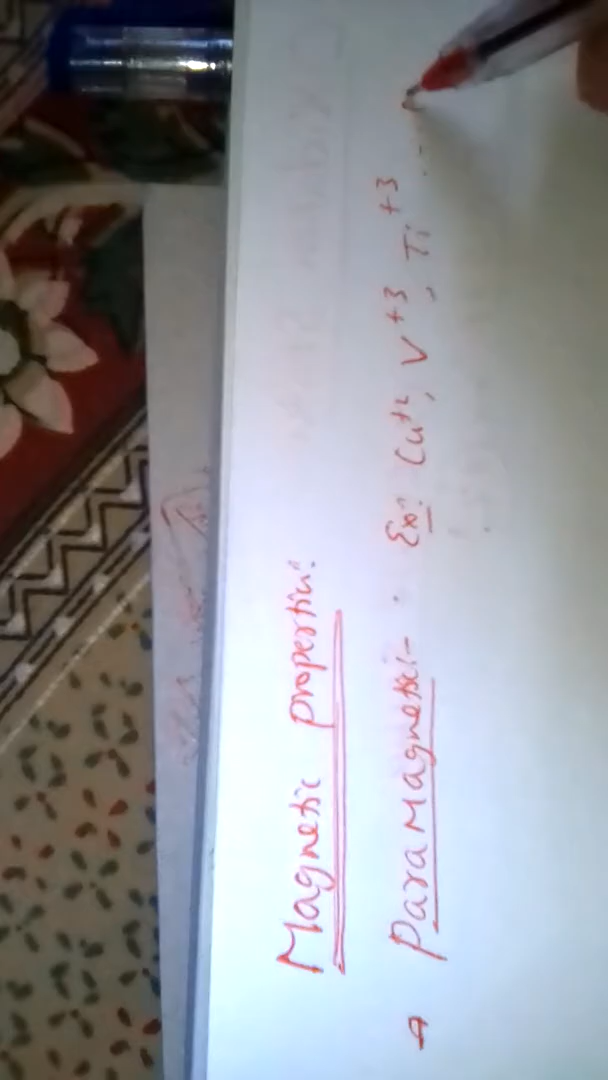 Magnetic properties:
→ ParaMagnetic:- . Ex: Cu+2, V+3, Ti+3 ...